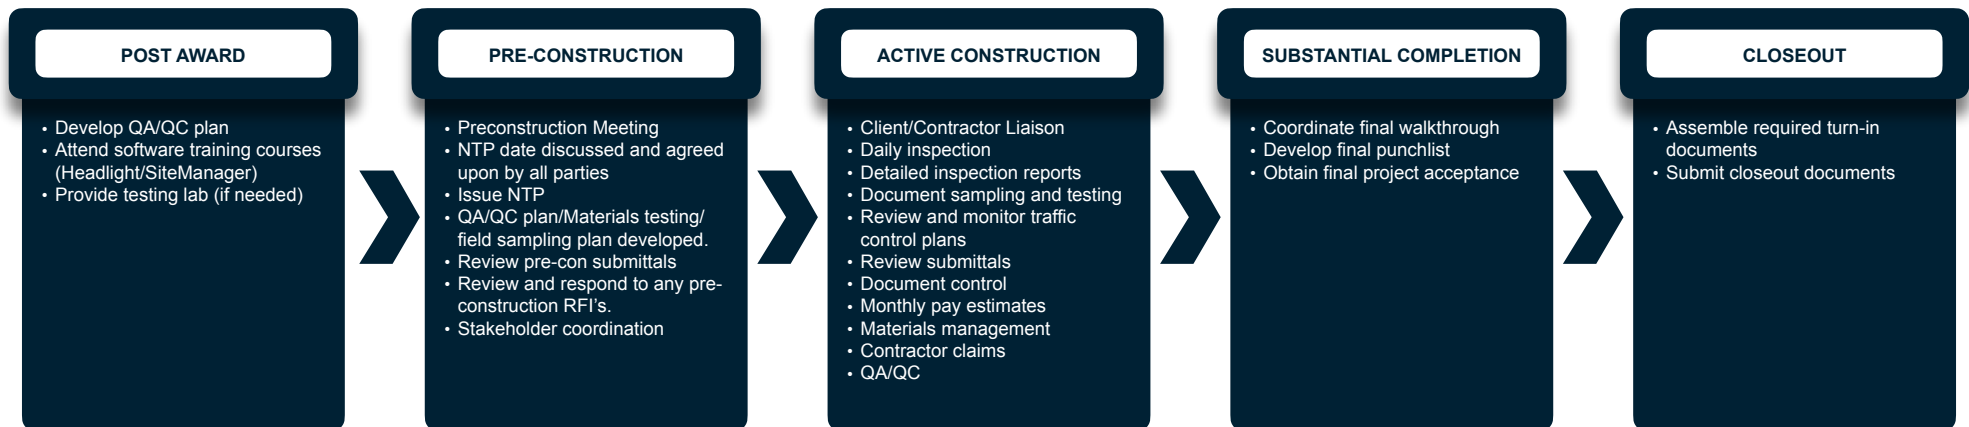 POST AWARD
• Develop QA/QC plan
• Attend software training courses
(Headlight/SiteManager)
• Provide testing lab (if needed)
PRE-CONSTRUCTION
• Preconstruction Meeting
• NTP date discussed and agreed
upon by all parties
• Issue NTP
• QA/QC plan/Materials testing/
field sampling plan developed.
• Review pre-con submittals
• Review and respond to any pre-
construction RFI's.
• Stakeholder coordination
ACTIVE CONSTRUCTION
• Client/Contractor Liaison
• Daily inspection
• Detailed inspection reports
• Document sampling and testing
• Review and monitor traffic
control plans
• Review submittals
• Document control
• Monthly pay estimates
• Materials management
• Contractor claims
• QA/QC
SUBSTANTIAL COMPLETION
• Coordinate final walkthrough
• Develop final punchlist
• Obtain final project acceptance
CLOSEOUT
• Assemble required turn-in
documents
• Submit closeout documents